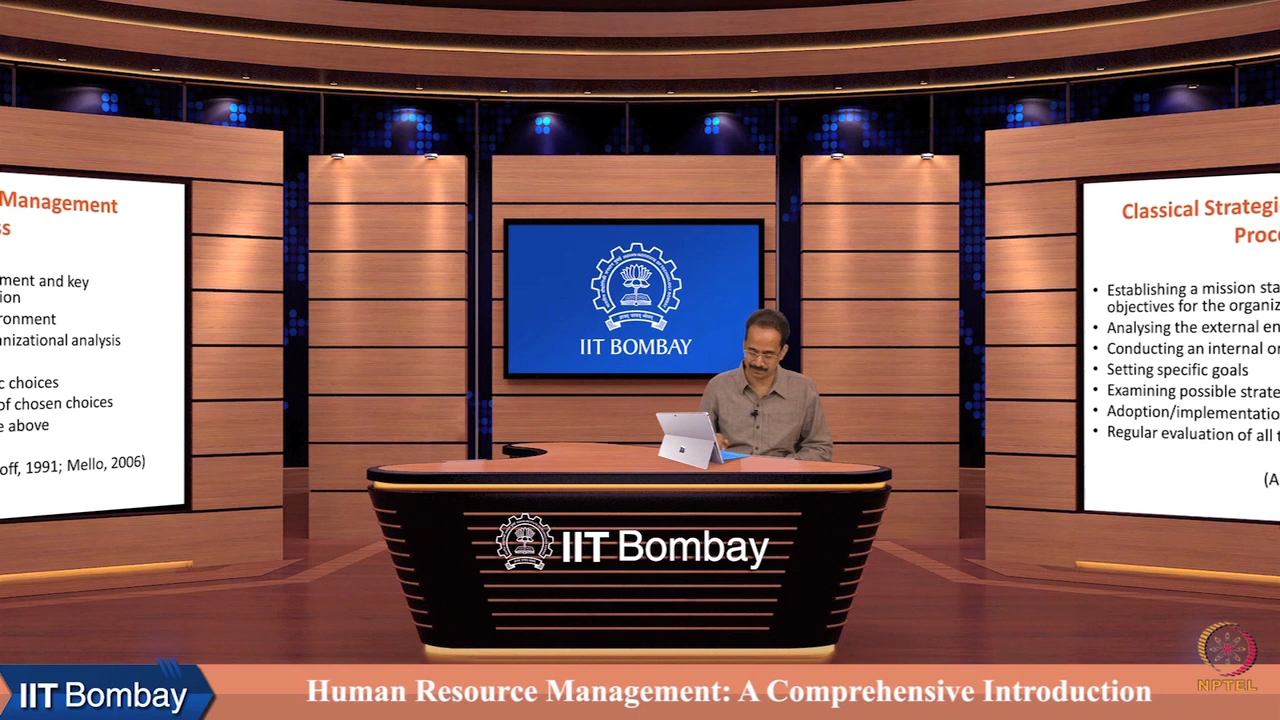 Management
ment and key
ion
ronment
anizational analysis
c choices
of chosen choices
e above
off, 1991; Mello, 2006)
IIT BOMBAY
Classical Strategi
Proce
• Establishing a mission sta
objectives for the organiz
• Analysing the external en
• Conducting an internal or
• Setting specific goals
• Examining possible strate
• Adoption/implementatio
• Regular evaluation of all t
(A
IIT Bombay
IIT Bombay
Human Resource Management: A Comprehensive Introduction
NPTEL